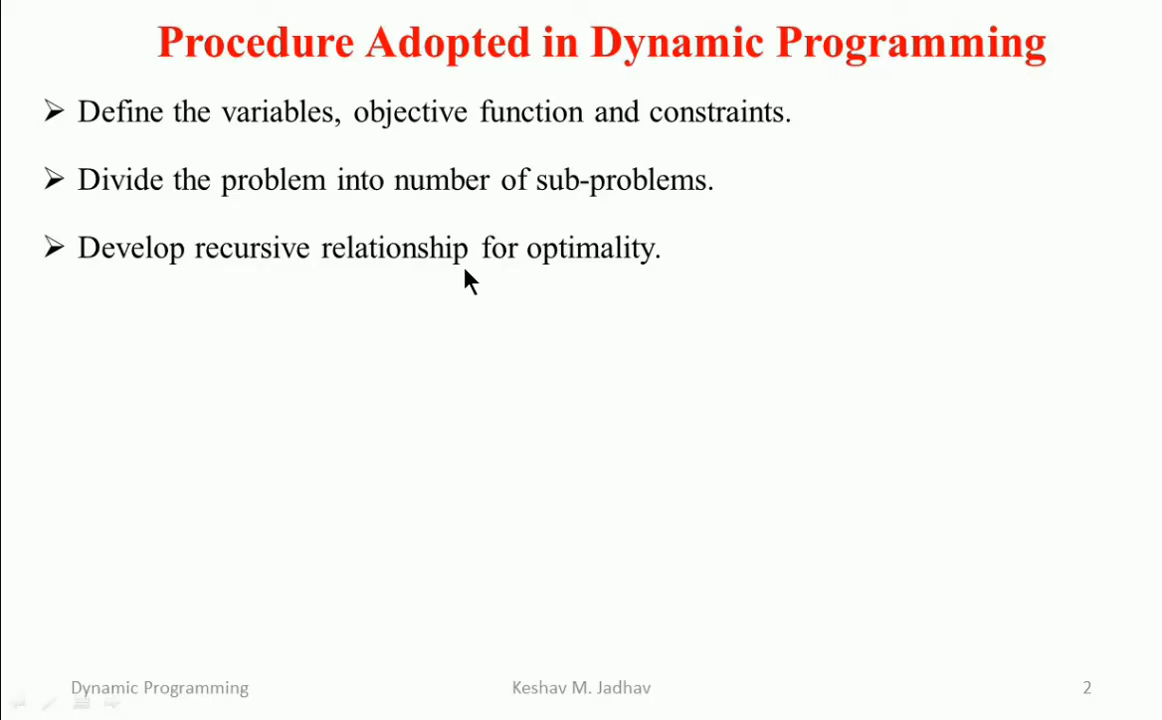 Procedure Adopted in Dynamic Programming
➢ Define the variables, objective function and constraints.
➢ Divide the problem into number of sub-problems.
➢ Develop recursive relationship for optimality.
Dynamic Programming Keshav M. Jadhav 2